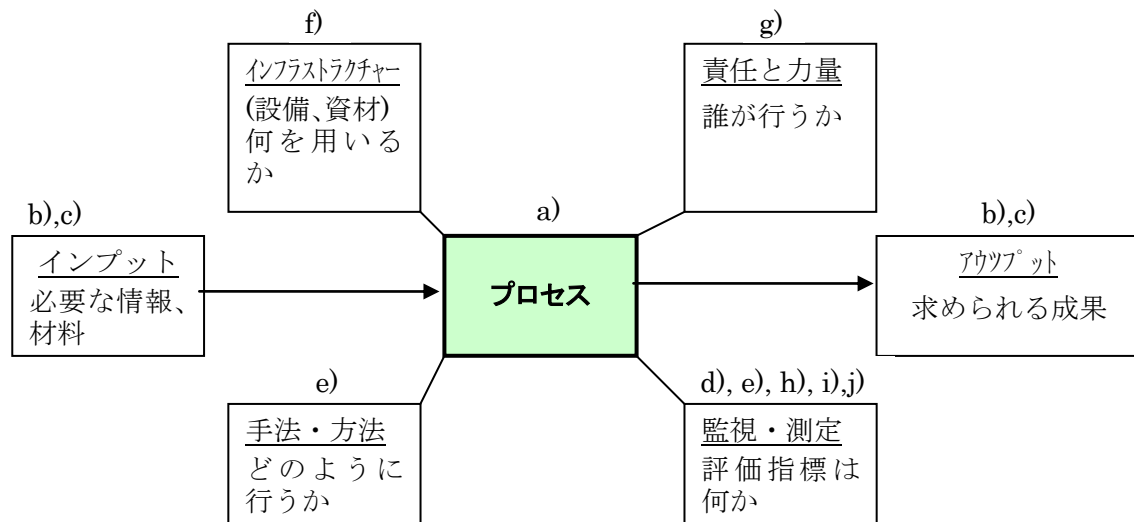 f)
インフラストラクチャー
(設備、資材)
何を用いる
か
g)
責任と力量
誰が行うか
b),c)
インプット
必要な情報、
材料
a)
プロセス
b),c)
アウツプット
求められる成果
e)
手法・方法
どのように
行うか
d), e), h), i),j)
監視・測定
評価指標は
何か